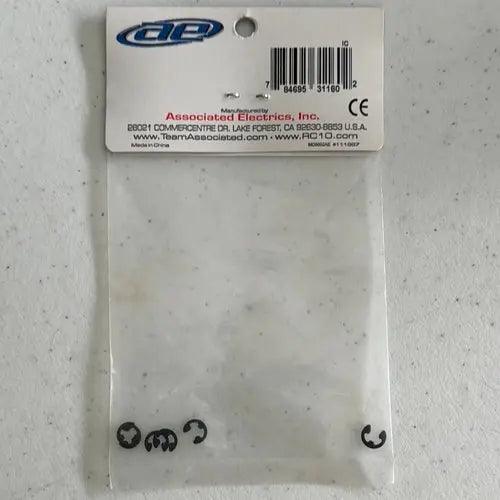 ae
IC
7 84695 31160 2
Manufactured by
Associated Electrics, Inc.
CE
26021 COMMERCENTRE DR. LAKE FOREST, CA 92630-8853 U.S.A.
www.TeamAssociated.com • www.RC10.com
Made in China
#111007